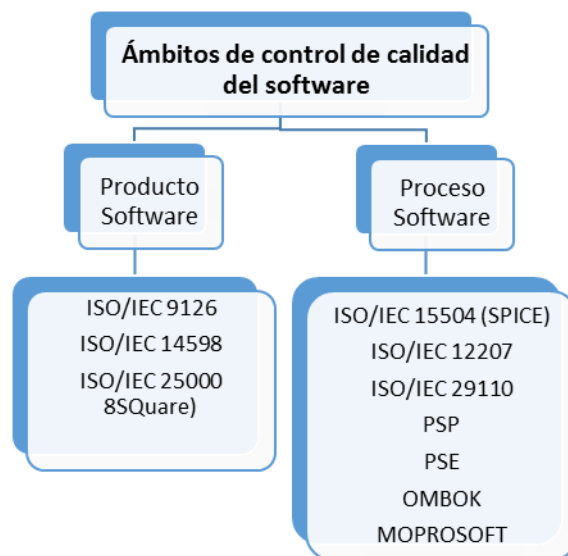 Ámbitos de control de calidad
del software
Producto
Software
Proceso
Software
ISO/IEC 9126
ISO/IEC 14598
ISO/IEC 25000
8SQuare)
ISO/IEC 15504 (SPICE)
ISO/IEC 12207
ISO/IEC 29110
PSP
PSE
OMBOK
MOPROSOFT